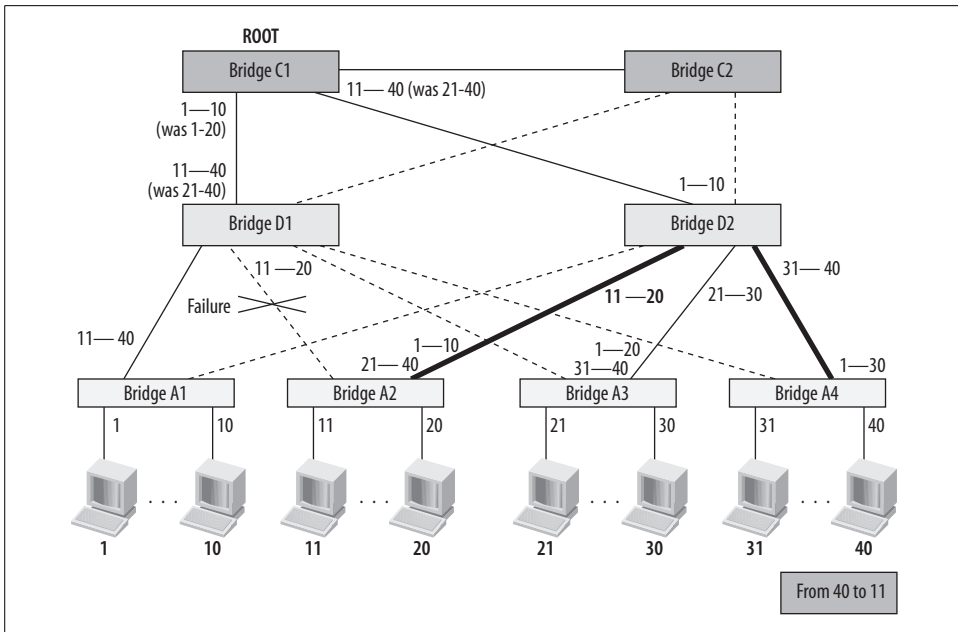 ROOT
Bridge C1
Bridge C2
11— 40 (was 21-40)
1—10
(was 1-20)
11—40
(was 21-40)
1—10
Bridge D1
Bridge D2
11 —20
31— 40
Failure
11 —20
21—30
11— 40
1—10
21— 40
1—20
31—40
1—30
Bridge A1
Bridge A2
Bridge A3
Bridge A4
1
10
11
20
21
30
31
40
. . .
. . .
. . .
. . .
1
10
11
20
21
30
31
40
From 40 to 11